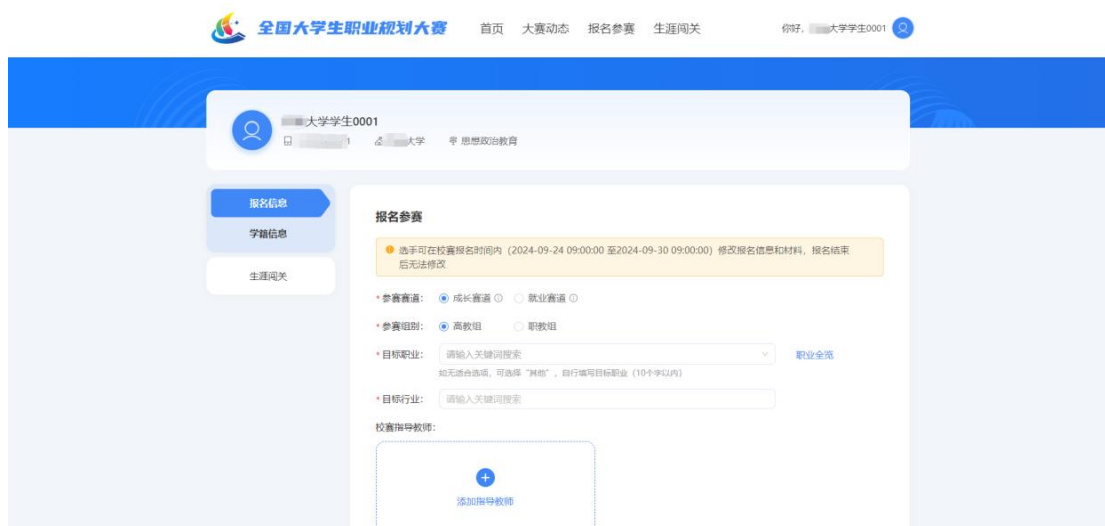 全国大学生职业规划大赛 首页 大赛动态 报名参赛 生涯闯关 你好, 大学学生0001
大学学生0001
1 大学 思想政治教育
报名信息
学籍信息
生涯闯关
报名参赛
选手可在校赛报名时间内（2024-09-24 09:00:00 至2024-09-30 09:00:00）修改报名信息和材料，报名结束
后无法修改
* 参赛赛道： 成长赛道 就业赛道
* 参赛组别： 高教组 职教组
* 目标职业： 请输入关键词搜索 职业全览
如无适合选项，可选择“其他”，自行填写目标职业（10个字以内）
* 目标行业： 请输入关键词搜索
校赛指导教师：
添加指导教师